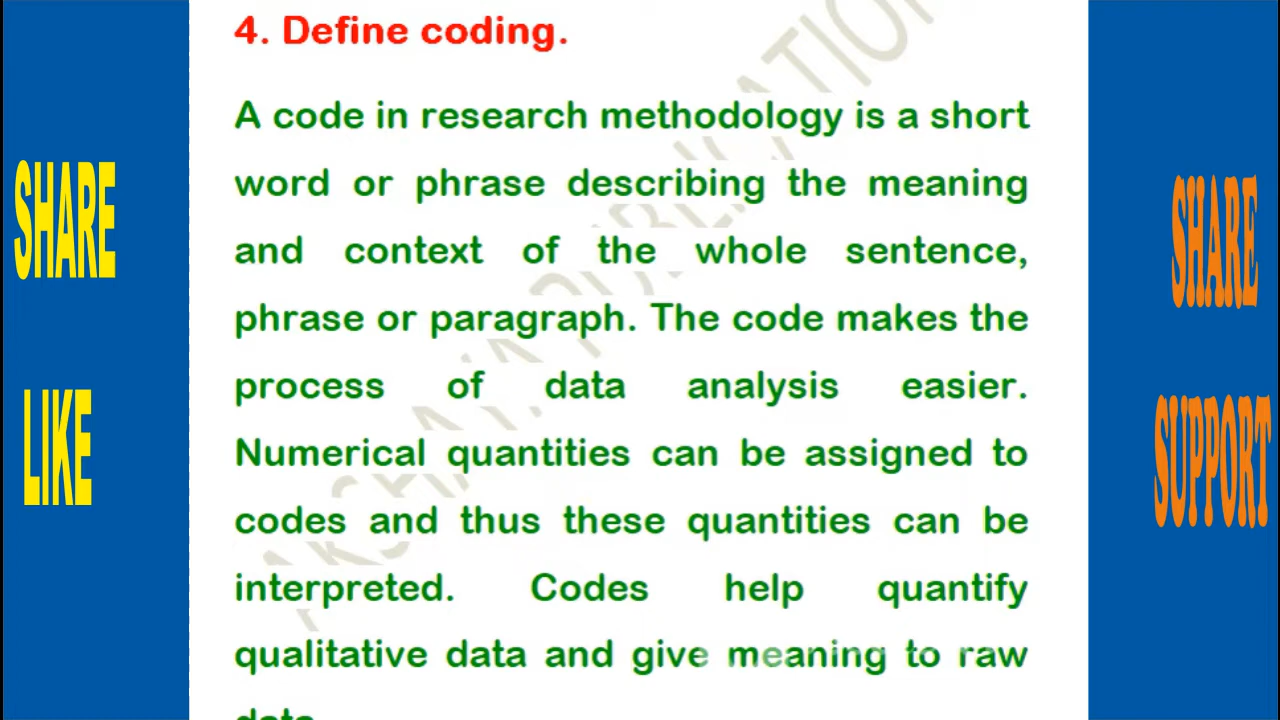 4. Define coding.
A code in research methodology is a short
word or phrase describing the meaning
and context of the whole sentence,
phrase or paragraph. The code makes the
process of data analysis easier.
Numerical quantities can be assigned to
codes and thus these quantities can be
interpreted. Codes help quantify
qualitative data and give meaning to raw
data.
SHARE
LIKE
SHARE
SUPPORT